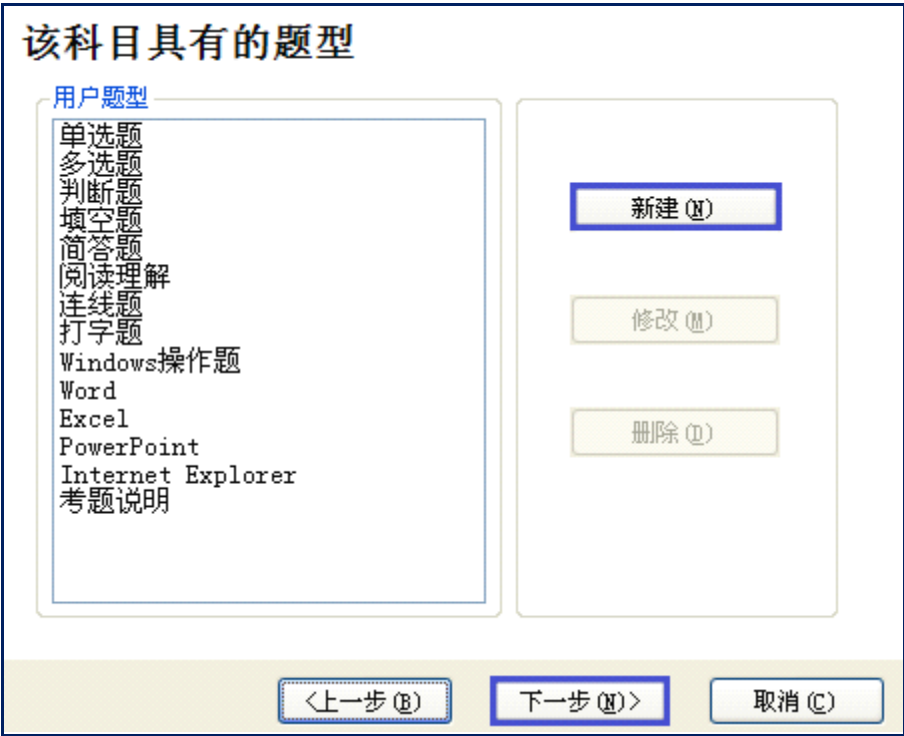 该科目具有的题型
用户题型
单选题
多选题
判断题
填空题
简答题
阅读理解
连线题
打字题
Windows操作题
Word
Excel
PowerPoint
Internet Explorer
考题说明
新建(N)
修改(M)
删除(D)
<上一步(B)
下一步(N)>
取消(C)